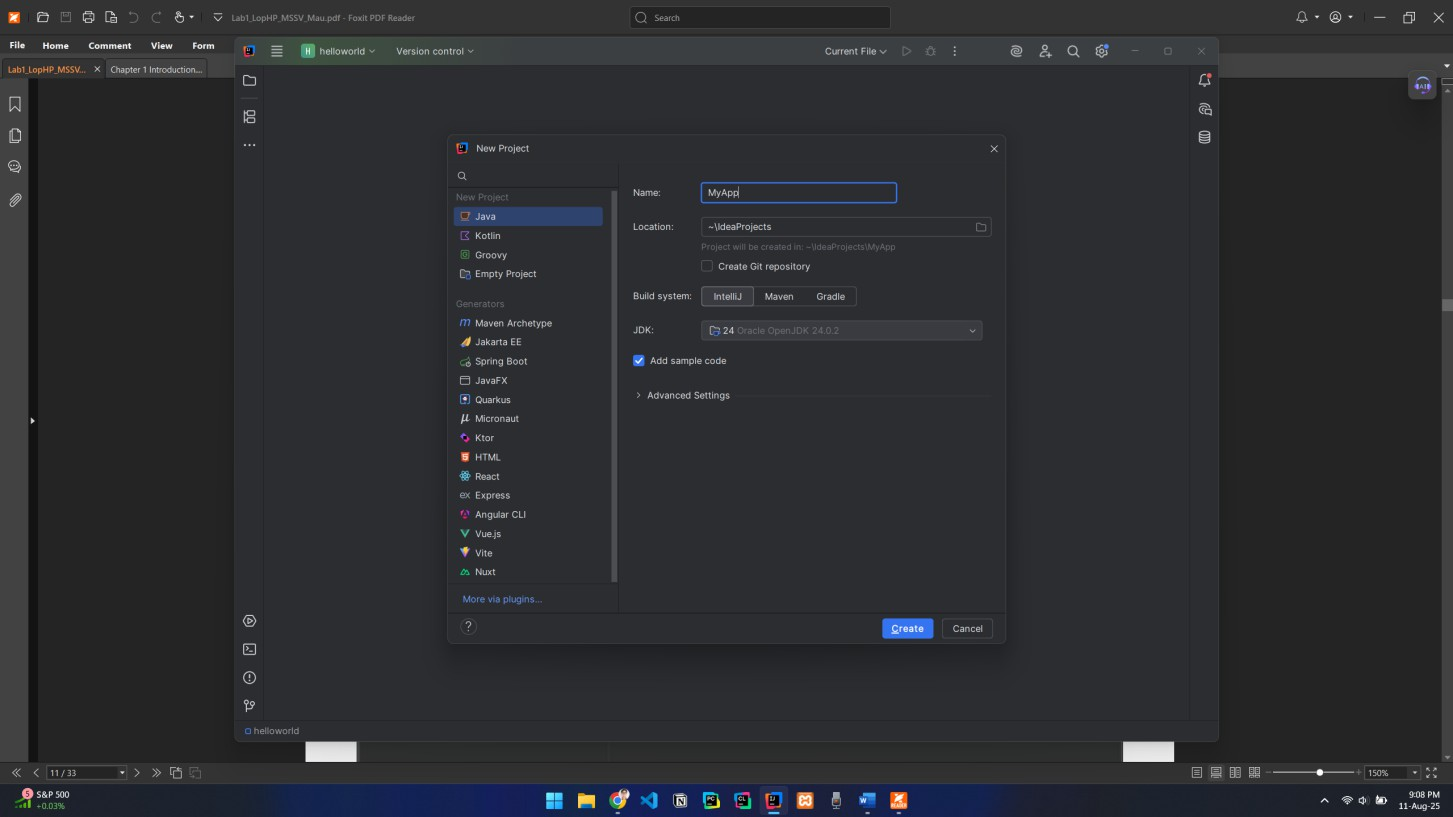 Lab1_LopHP_MSSV_Mau.pdf - Foxit PDF Reader
Search
File Home Comment View Form
Lab1_LopHP_MSSV...
Chapter 1 Introduction...
H helloworld Version control Current File
New Project
New Project
Java
Kotlin
Groovy
Empty Project
Generators
Maven Archetype
Jakarta EE
Spring Boot
JavaFX
Quarkus
Micronaut
Ktor
HTML
React
ex Express
Angular CLI
Vue.js
Vite
Nuxt
More via plugins...
Name: MyApp
Location: ~\IdeaProjects
Project will be created in: ~\IdeaProjects\MyApp
Create Git repository
Build system: IntelliJ Maven Gradle
JDK: 24 Oracle OpenJDK 24.0.2
Add sample code
Advanced Settings
?
Create Cancel
helloworld
11 / 33
150%
5
S&P 500
+0.03%
9:08 PM
11-Aug-25